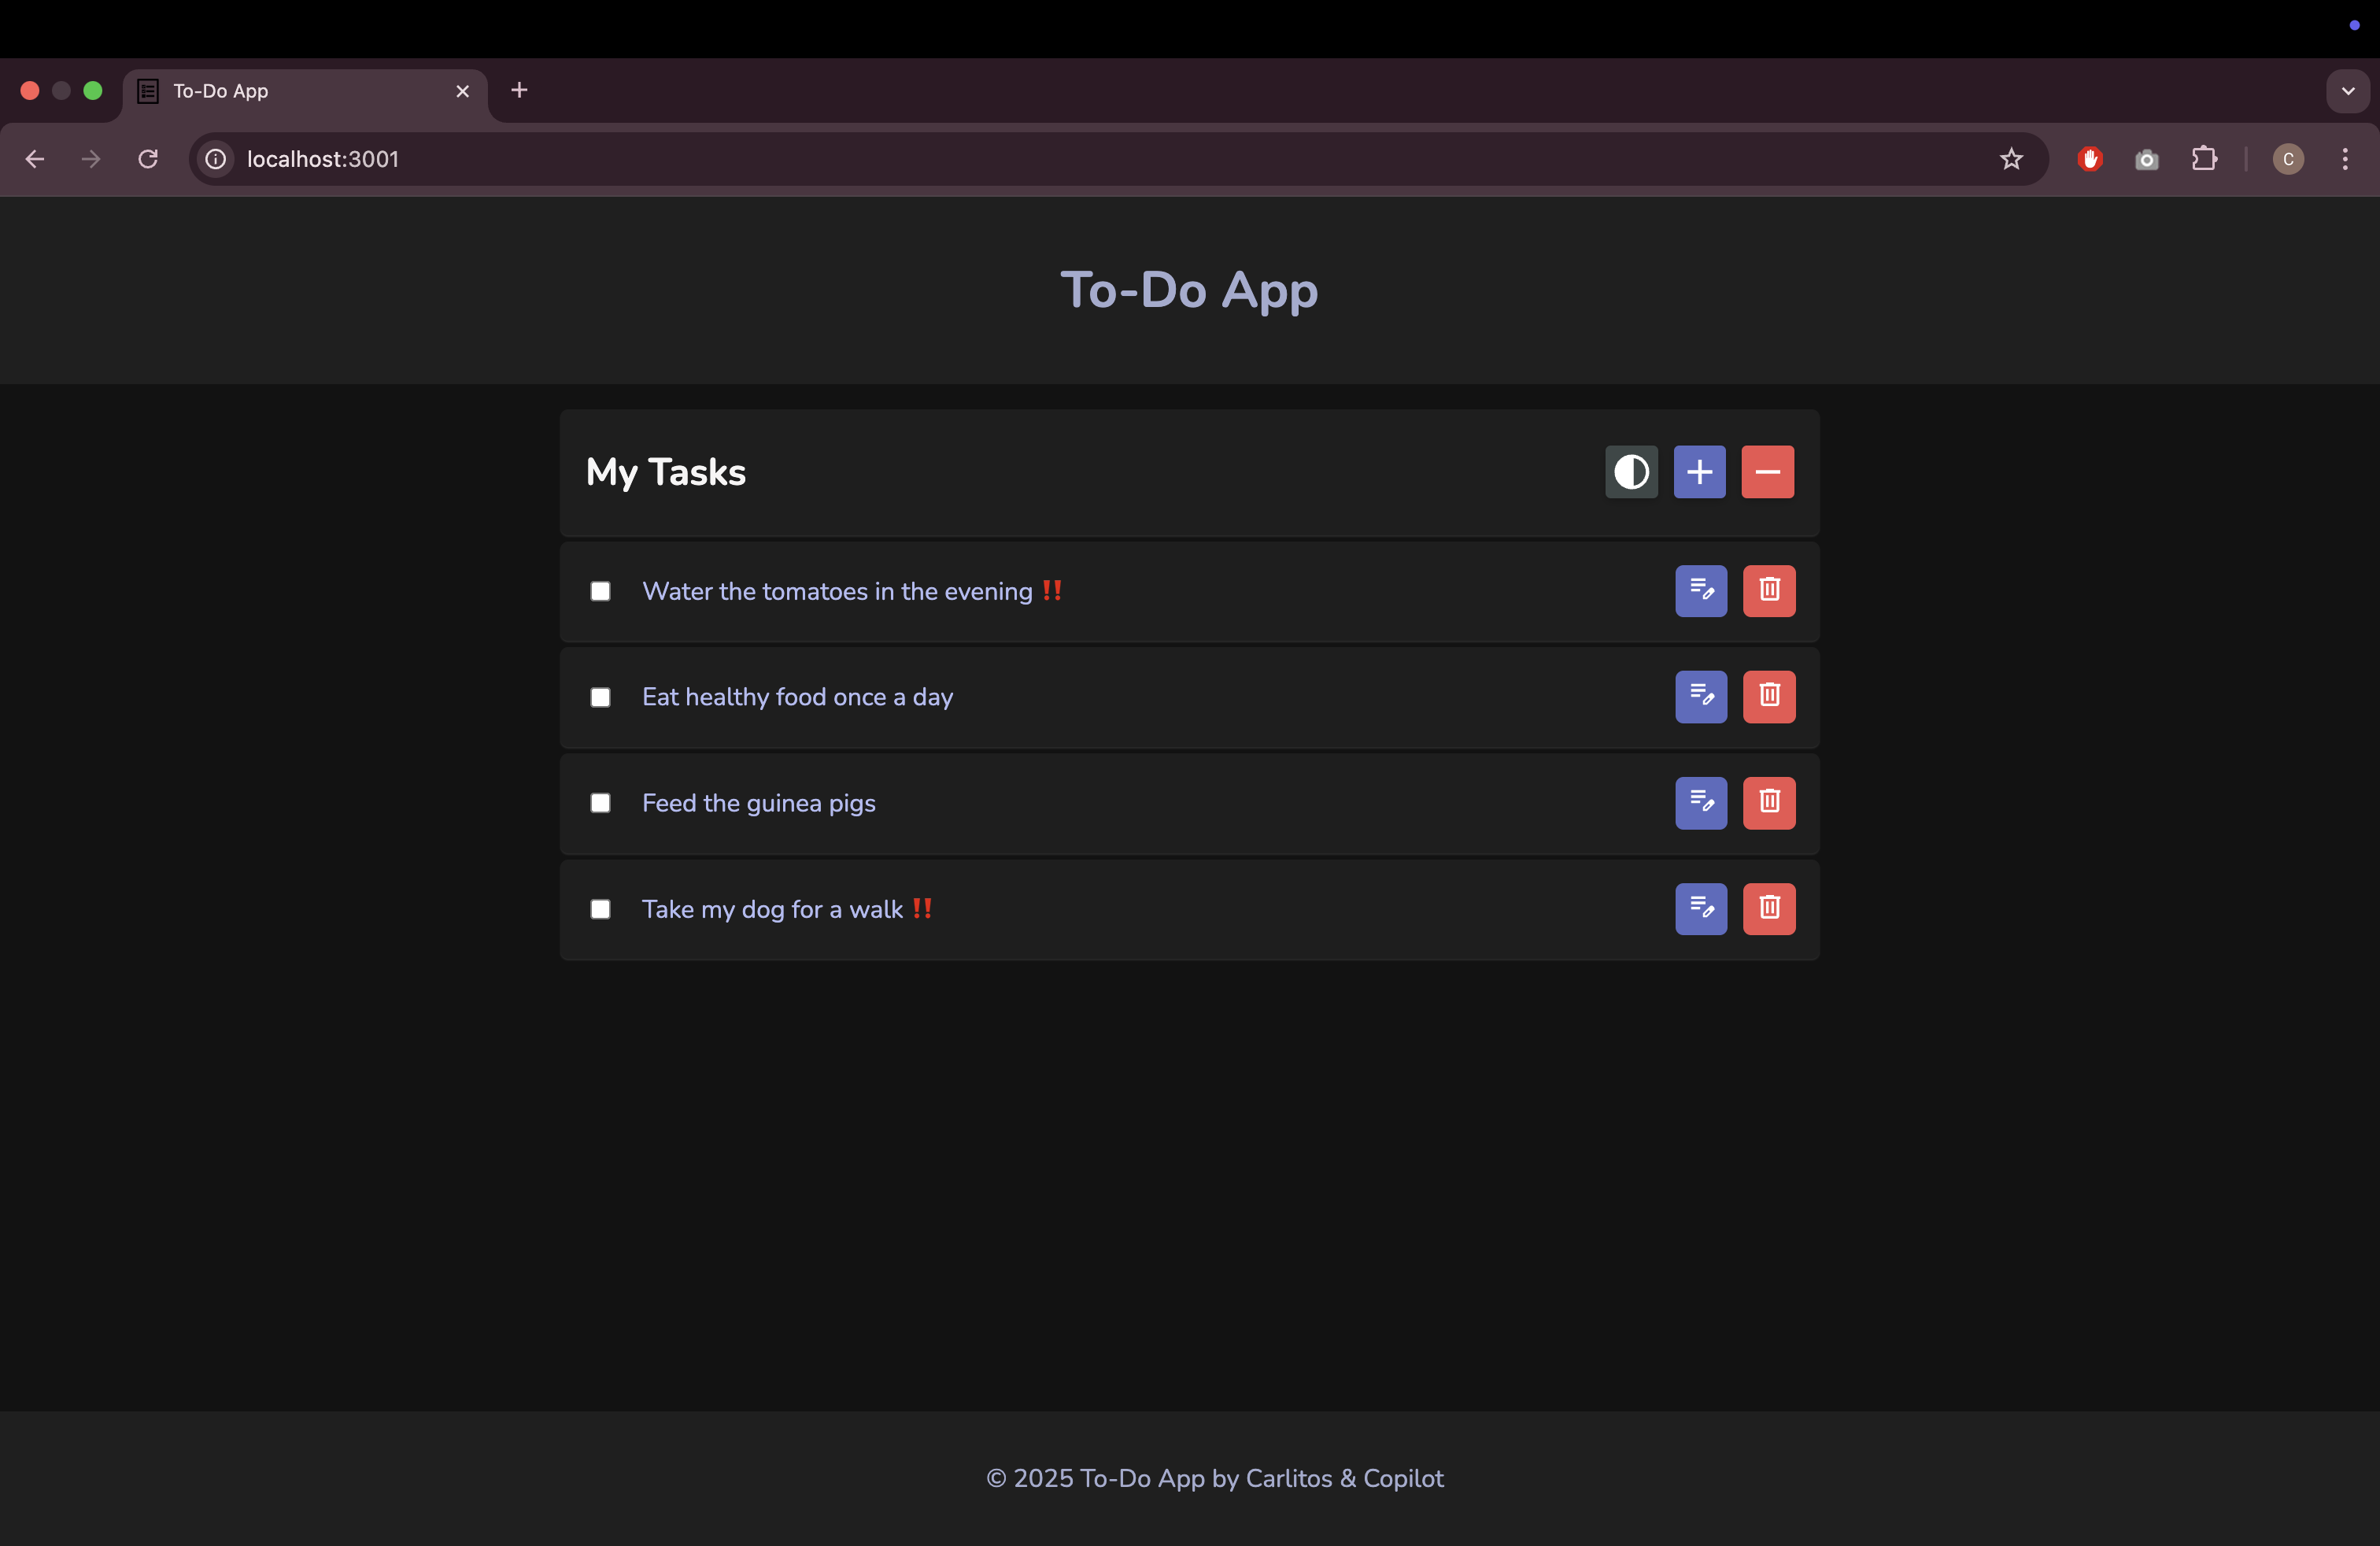 To-Do App
localhost:3001
C
To-Do App
My Tasks
Water the tomatoes in the evening ‼️
Eat healthy food once a day
Feed the guinea pigs
Take my dog for a walk ‼️
© 2025 To-Do App by Carlitos & Copilot